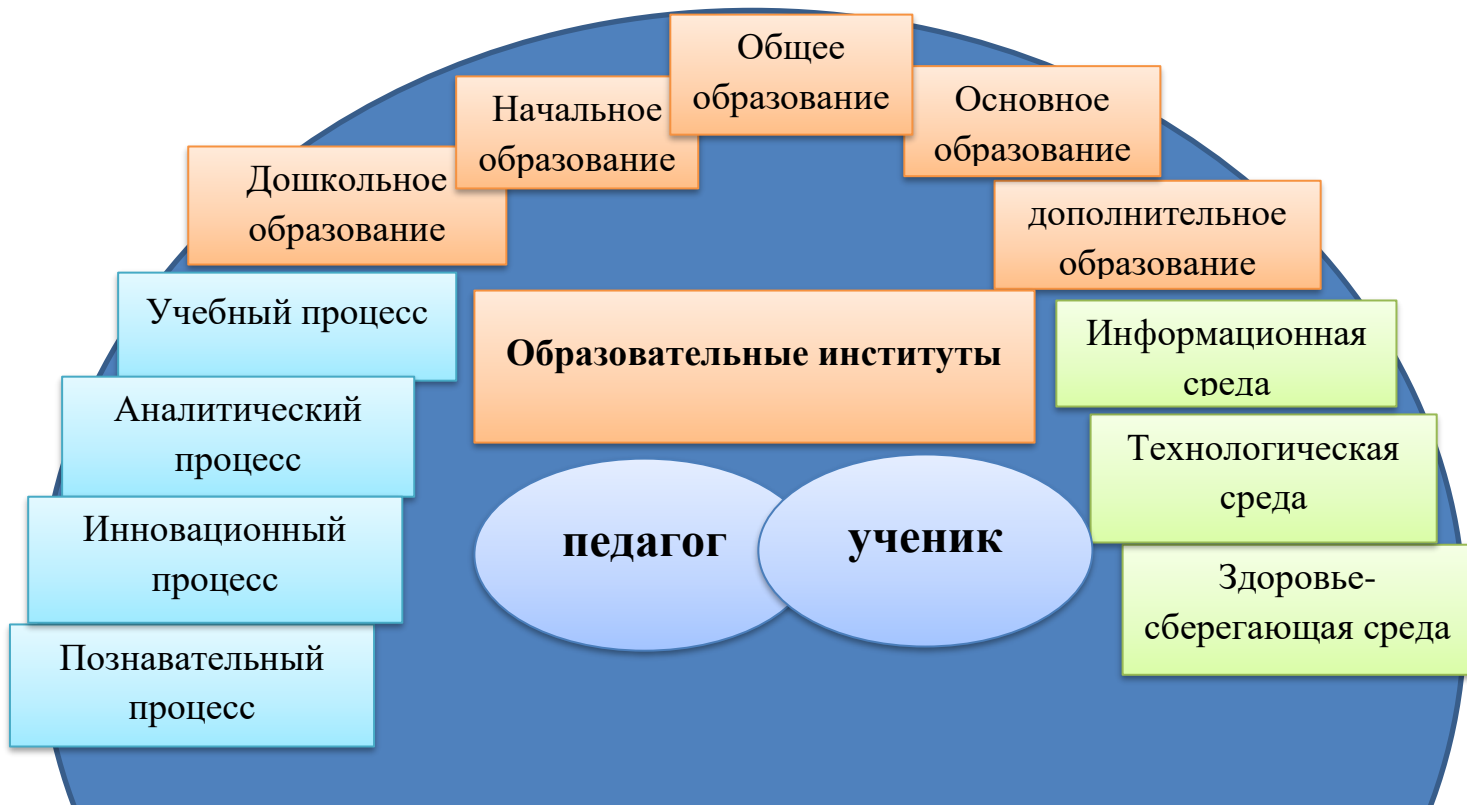 Общее
образование
Начальное
образование
Основное
образование
Дошкольное
образование
дополнительное
образование
Учебный процесс
Образовательные институты
Информационная
среда
Аналитический
процесс
Технологическая
среда
Инновационный
процесс
педагог
ученик
Здоровье-
сберегающая среда
Познавательный
процесс